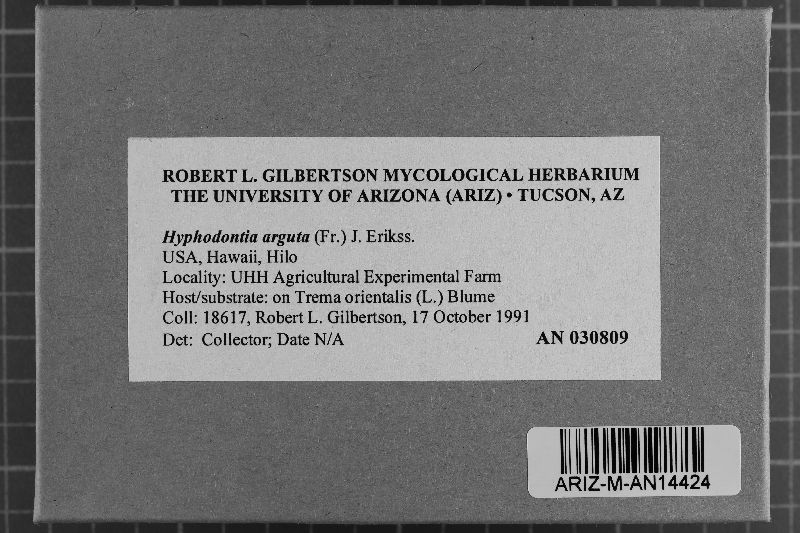 ROBERT L. GILBERTSON MYCOLOGICAL HERBARIUM
THE UNIVERSITY OF ARIZONA (ARIZ) • TUCSON, AZ
Hyphodontia arguta (Fr.) J. Erikss.
USA, Hawaii, Hilo
Locality: UHH Agricultural Experimental Farm
Host/substrate: on Trema orientalis (L.) Blume
Coll: 18617, Robert L. Gilbertson, 17 October 1991
Det: Collector; Date N/A AN 030809
ARIZ-M-AN14424